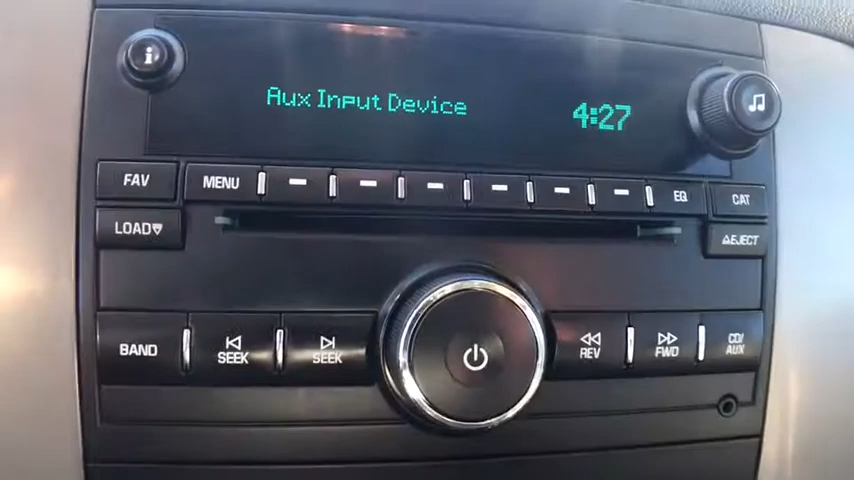 i
Aux Input Device 4:27
FAV MENU EQ CAT
LOAD EJECT
BAND SEEK SEEK REV FWD CD/
AUX